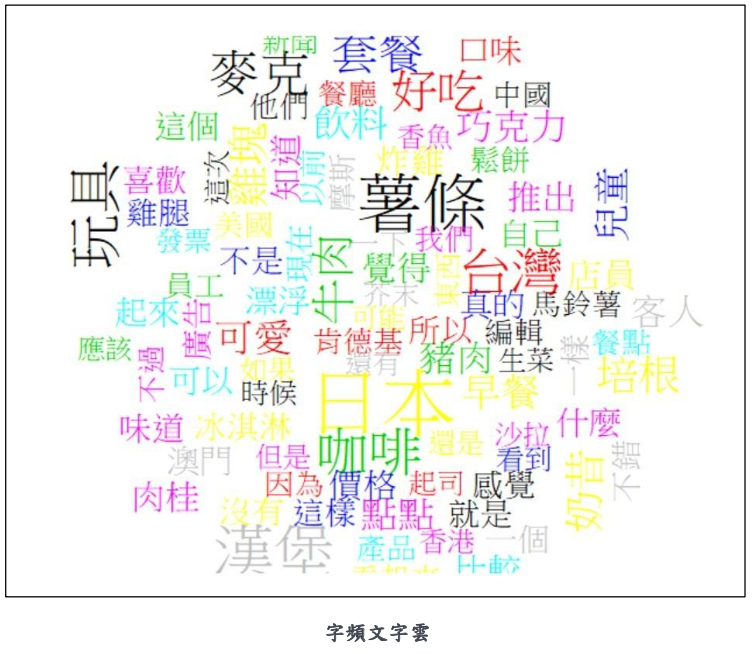 新聞
套餐
口味
麥克
餐廳
好吃
中國
他們
飲料
這個
香魚
巧克力
雞塊
知道
以前
這次
炸雞
鬆餅
摩斯
薯條
喜歡
玩具
推出
兒童
雞腿
美國
發票
不是
現在
牛肉
一下
我們
自己
覺得
東西
台灣
店員
員工
漂浮
芥末
真的
馬鈴薯
客人
起來
廣告
可能
可愛
肯德基
所以
編輯
應該
不過
還有
豬肉
生菜
一樣
餐點
可以
如果
時候
日本
早餐
培根
味道
冰淇淋
咖啡
還是
沙拉
什麼
澳門
但是
看到
不錯
肉桂
因為
價格
起司
感覺
奶昔
沒有
這樣
點點
就是
漢堡
產品
香港
一個
比較
字頻文字雲